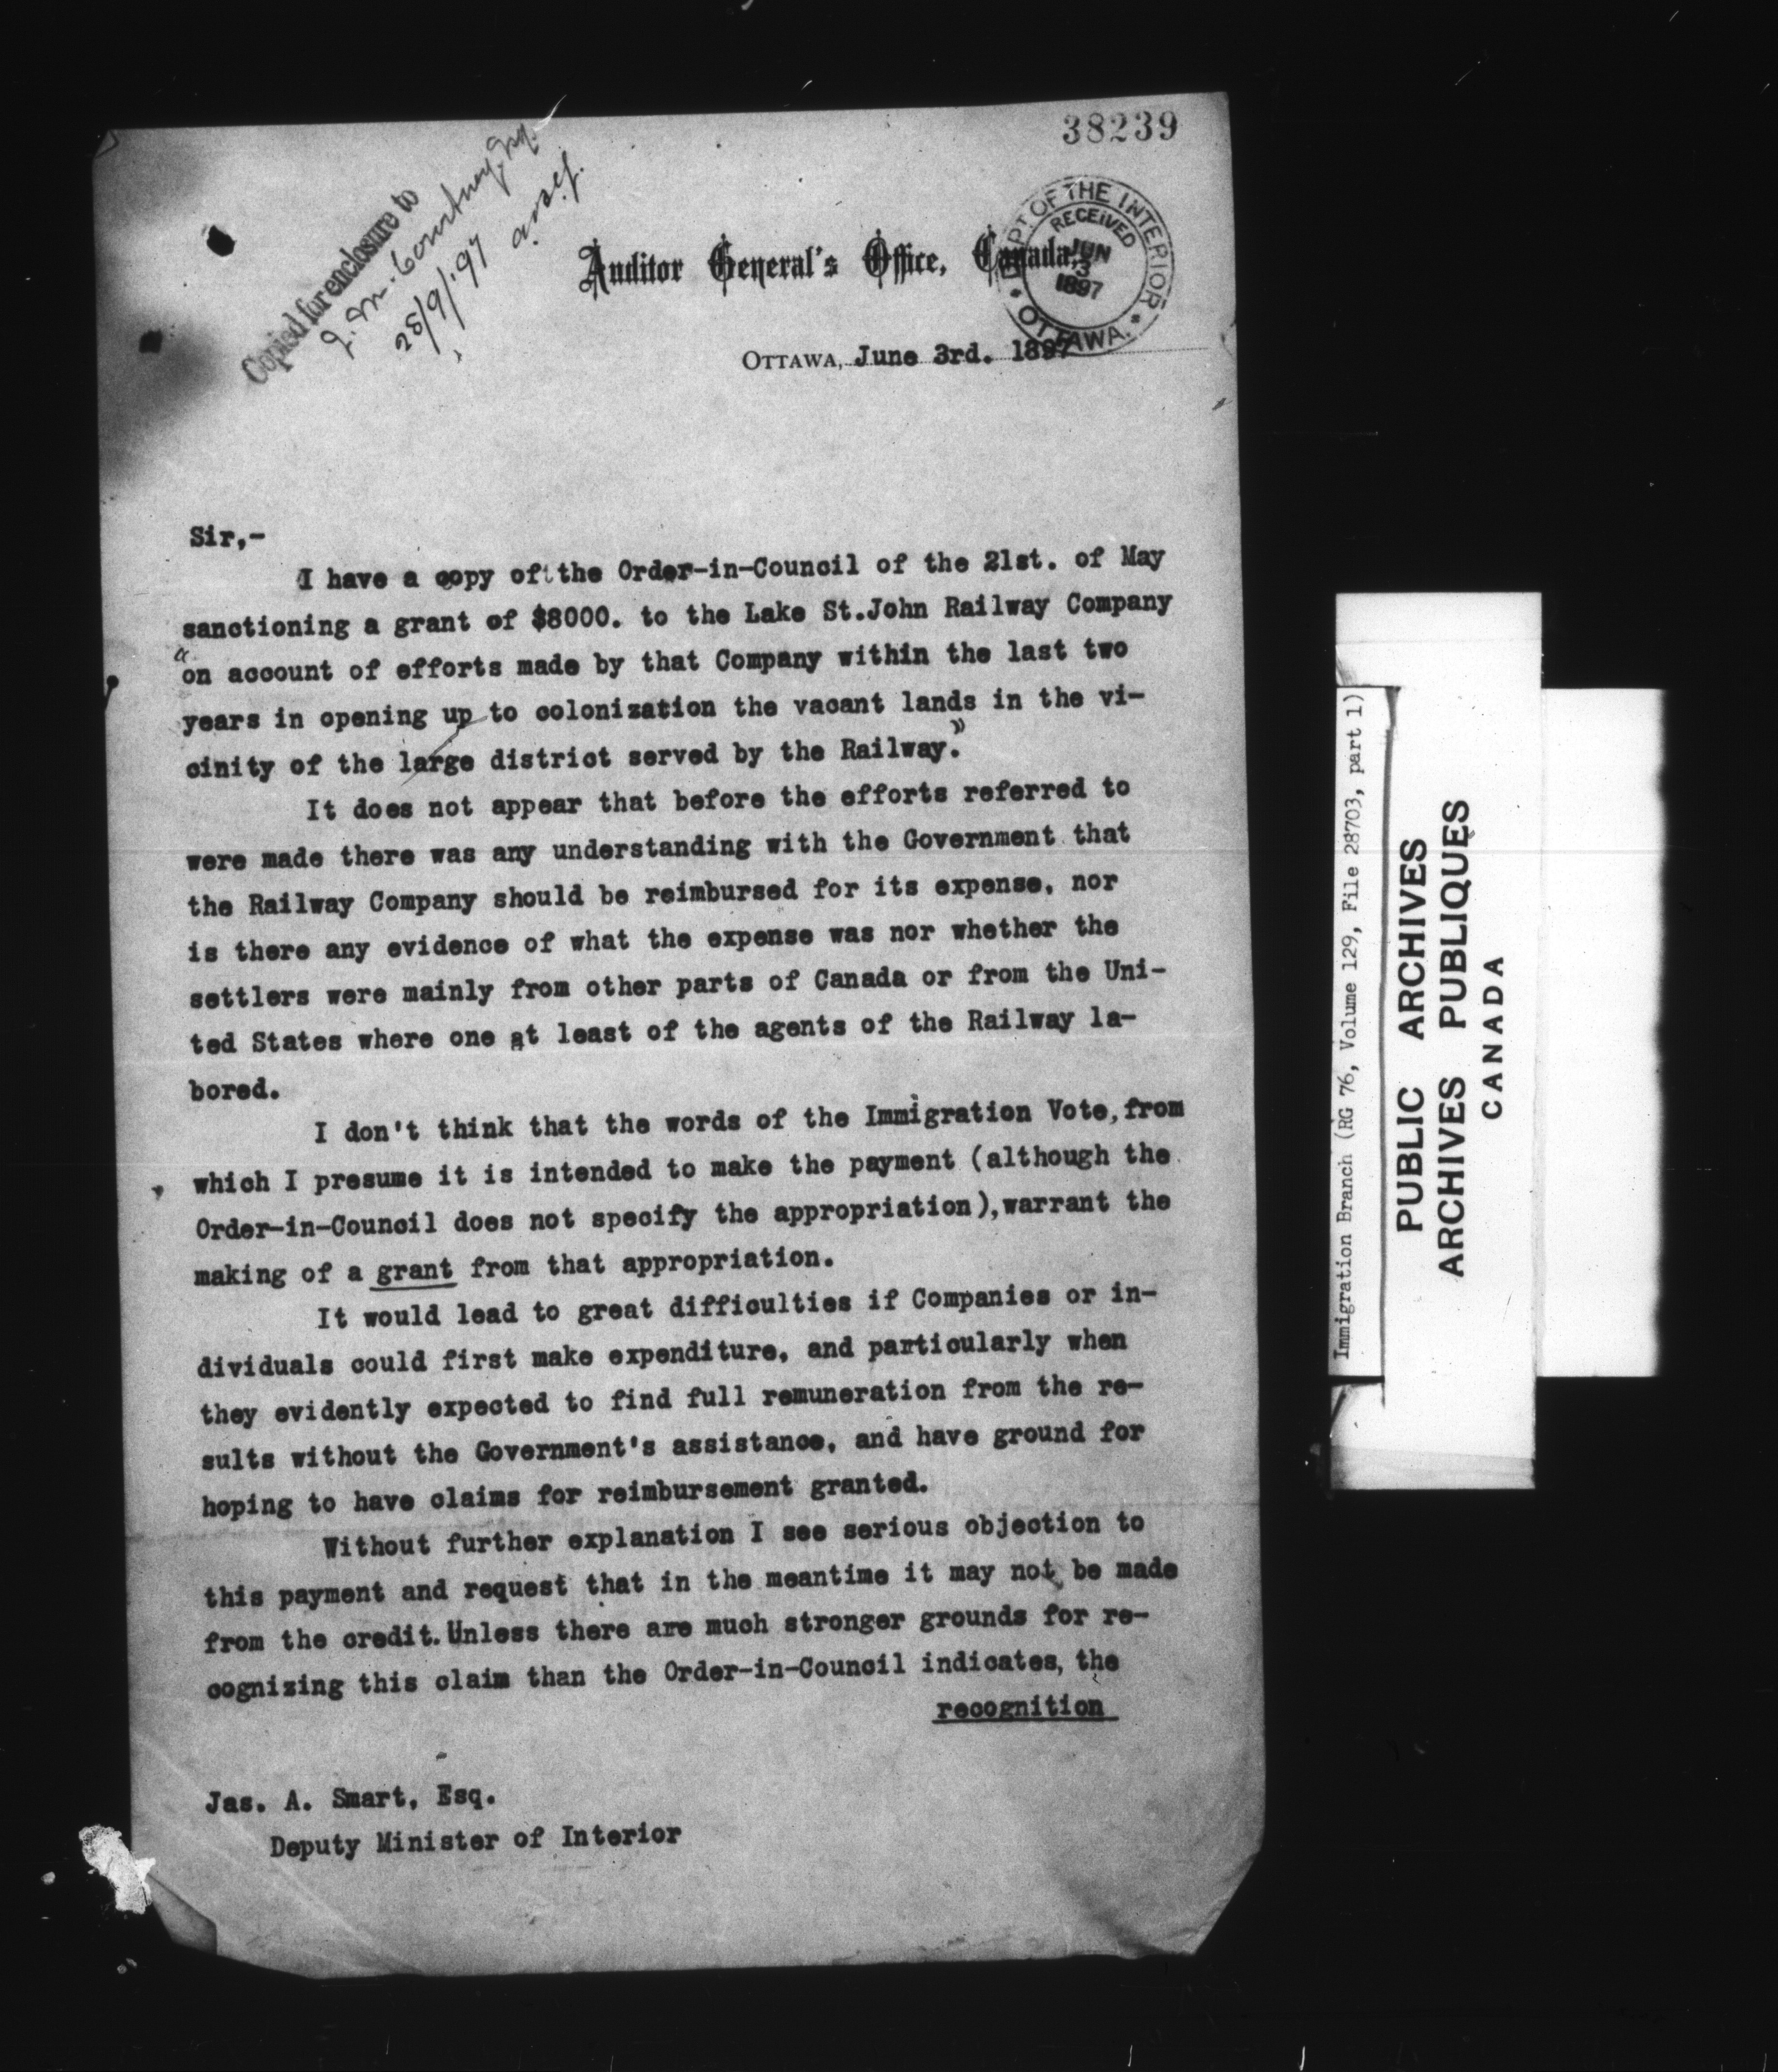 38239
Copied for enclosure to
J. M. Courtney, Esq.
28/9/'97
Auditor General's Office, Canada,
DEPT. OF THE INTERIOR
RECEIVED
JUN
3
1897
OTTAWA.
OTTAWA, June 3rd. 1897
Sir,-
I have a copy of the Order-in-Council of the 21st. of May
sanctioning a grant of $8000. to the Lake St.John Railway Company
"on account of efforts made by that Company within the last two
years in opening up to colonization the vacant lands in the vi-
cinity of the large district served by the Railway."
It does not appear that before the efforts referred to
were made there was any understanding with the Government that
the Railway Company should be reimbursed for its expense, nor
is there any evidence of what the expense was nor whether the
settlers were mainly from other parts of Canada or from the Uni-
ted States where one at least of the agents of the Railway la-
bored.
I don't think that the words of the Immigration Vote, from
which I presume it is intended to make the payment (although the
Order-in-Council does not specify the appropriation), warrant the
making of a grant from that appropriation.
It would lead to great difficulties if Companies or in-
dividuals could first make expenditure, and particularly when
they evidently expected to find full remuneration from the re-
sults without the Government's assistance, and have ground for
hoping to have claims for reimbursement granted.
Without further explanation I see serious objection to
this payment and request that in the meantime it may not be made
from the credit. Unless there are much stronger grounds for re-
cognizing this claim than the Order-in-Council indicates, the
recognition
Jas. A. Smart, Esq.
Deputy Minister of Interior
Immigration Branch (RG 76, Volume 129, File 28703, part 1)
PUBLIC ARCHIVES
ARCHIVES PUBLIQUES
CANADA